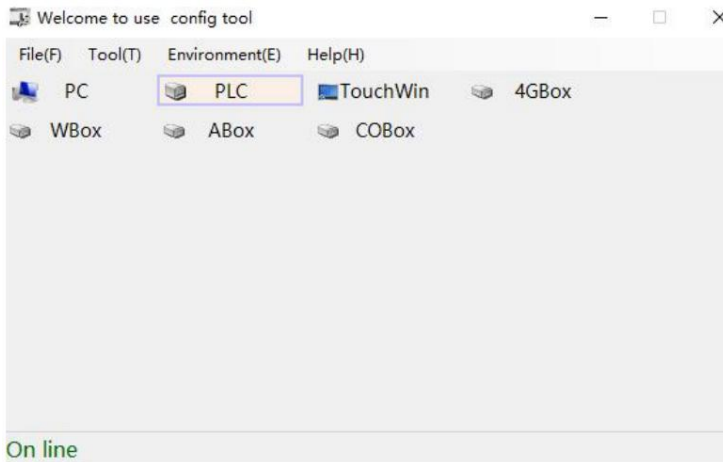 Welcome to use config tool
File(F) Tool(T) Environment(E) Help(H)
PC PLC TouchWin 4GBox
WBox ABox COBox
On line